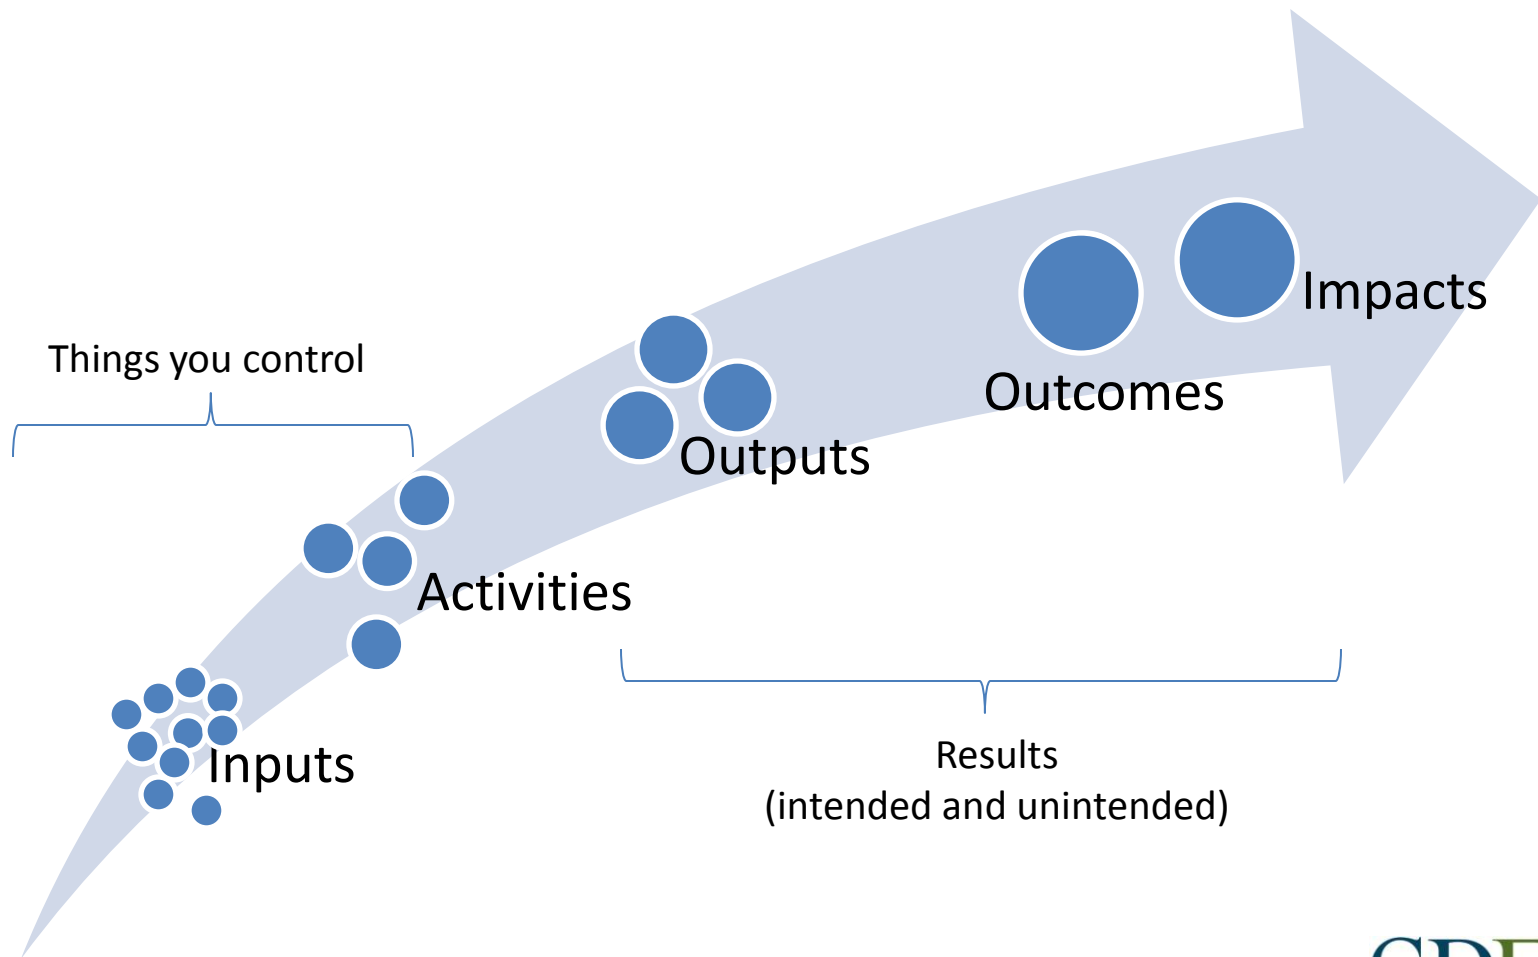 Impacts
Things you control
Outcomes
Outputs
Activities
Inputs
Results
(intended and unintended)